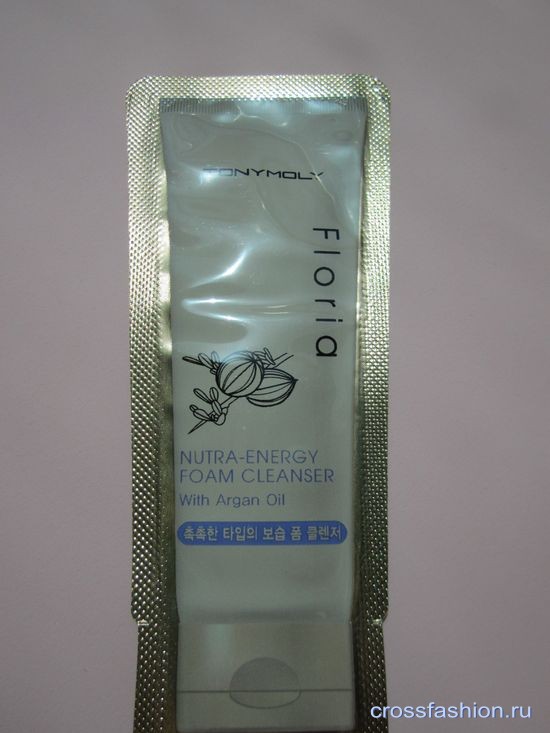 TONYMOLY
Floria
NUTRA-ENERGY
FOAM CLEANSER
With Argan Oil
촉촉한 타입의 보습 폼 클렌저
crossfashion.ru